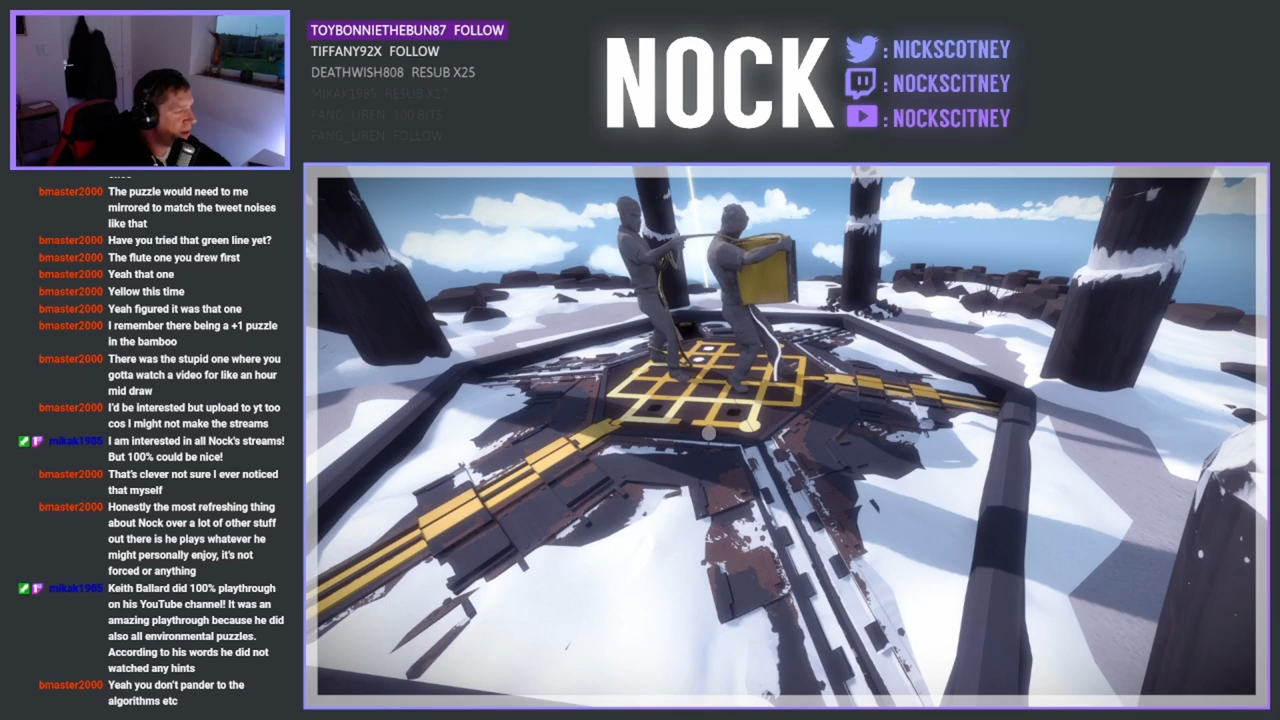 TOYBONNIETHEBUN87 FOLLOW
TIFFANY92X FOLLOW
DEATHWISH808 RESUB X25
MIKAK1985 RESUB X17
FANG_LIREN 100 BITS
FANG_LIREN FOLLOW
NOCK
: NICKSCOTNEY
: NOCKSCITNEY
: NOCKSCITNEY
bmaster2000 The puzzle would need to me
mirrored to match the tweet noises
like that
bmaster2000 Have you tried that green line yet?
bmaster2000 The flute one you drew first
bmaster2000 Yeah that one
bmaster2000 Yellow this time
bmaster2000 Yeah figured it was that one
bmaster2000 I remember there being a +1 puzzle
in the bamboo
bmaster2000 There was the stupid one where you
gotta watch a video for like an hour
mid draw
bmaster2000 I'd be interested but upload to yt too
cos I might not make the streams
mikak1985 I am interested in all Nock's streams!
But 100% could be nice!
bmaster2000 That's clever not sure I ever noticed
that myself
bmaster2000 Honestly the most refreshing thing
about Nock over a lot of other stuff
out there is he plays whatever he
might personally enjoy, it's not
forced or anything
mikak1985 Keith Ballard did 100% playthrough
on his YouTube channel! It was an
amazing playthrough because he did
also all environmental puzzles.
According to his words he did not
watched any hints
bmaster2000 Yeah you don't pander to the
algorithms etc